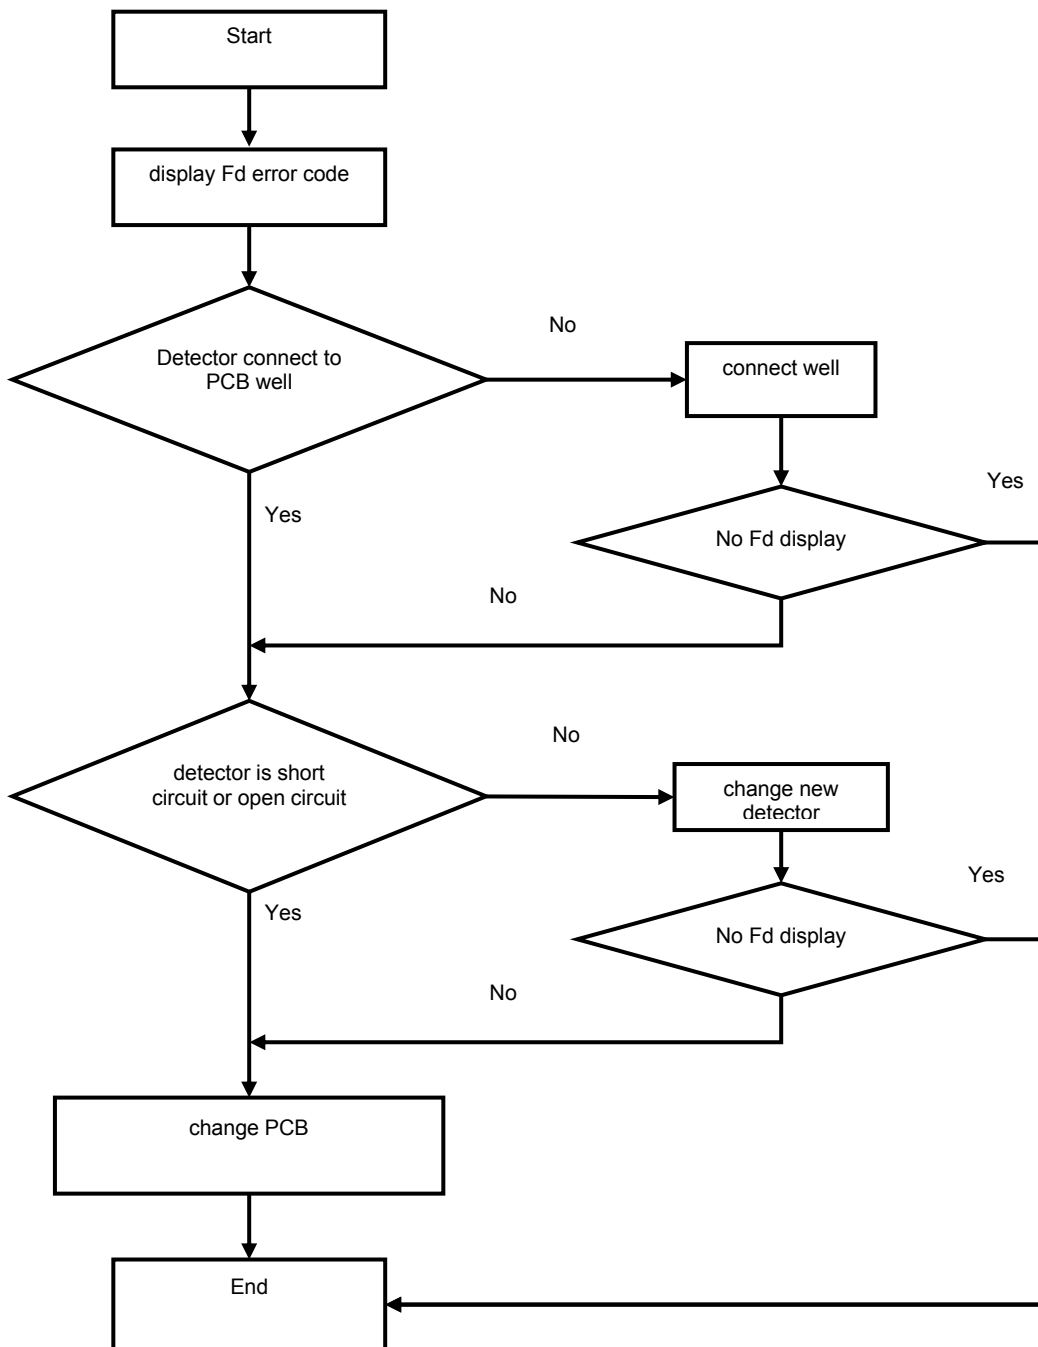 Start
display Fd error code
Detector connect to
PCB well
No
connect well
Yes
Yes
No Fd display
No
detector is short
circuit or open circuit
No
change new
detector
Yes
Yes
No Fd display
No
change PCB
End